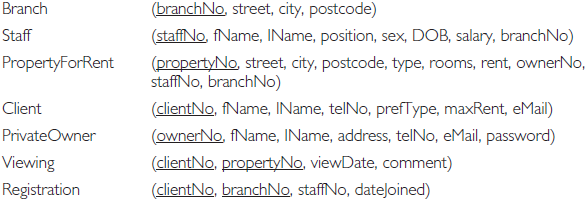 Branch (branchNo, street, city, postcode)
Staff (staffNo, fName, lName, position, sex, DOB, salary, branchNo)
PropertyForRent (propertyNo, street, city, postcode, type, rooms, rent, ownerNo,
staffNo, branchNo)
Client (clientNo, fName, lName, telNo, prefType, maxRent, eMail)
PrivateOwner (ownerNo, fName, lName, address, telNo, eMail, password)
Viewing (clientNo, propertyNo, viewDate, comment)
Registration (clientNo, branchNo, staffNo, dateJoined)